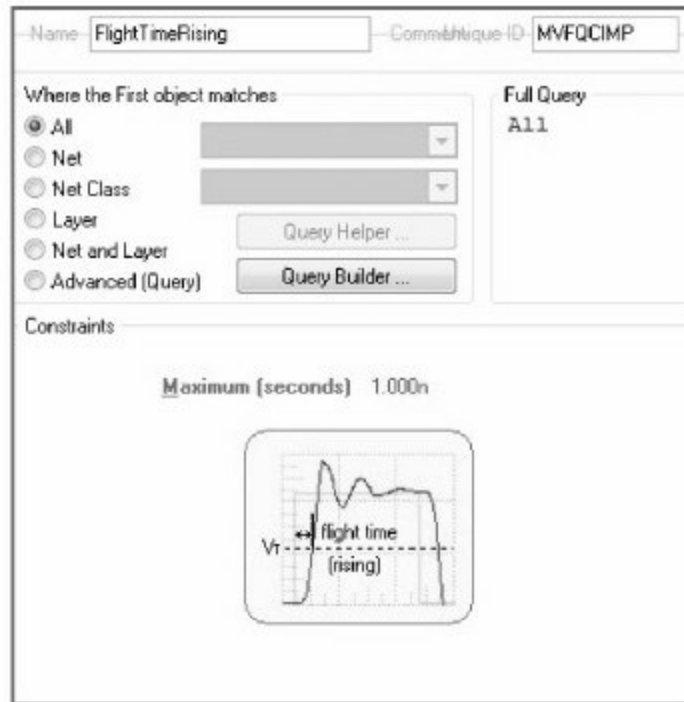 Name FlightTimeRising Comment Unique ID MVFQCIMP
Where the First object matches
All
Net
Net Class
Layer
Net and Layer
Advanced (Query)
Query Helper ...
Query Builder ...
Full Query
All
Constraints
Maximum (seconds) 1.000n
flight time
VT
(rising)